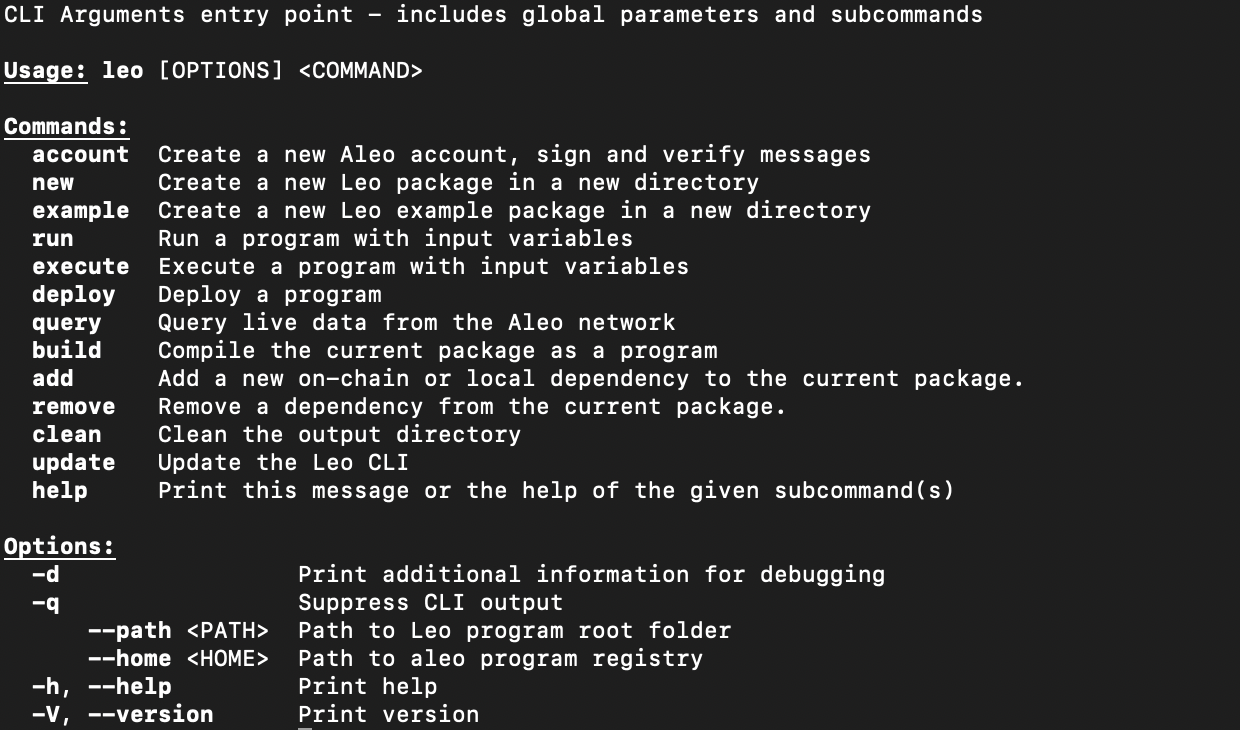 CLI Arguments entry point – includes global parameters and subcommands

Usage: leo [OPTIONS] <COMMAND>

Commands:
  account  Create a new Aleo account, sign and verify messages
  new      Create a new Leo package in a new directory
  example  Create a new Leo example package in a new directory
  run      Run a program with input variables
  execute  Execute a program with input variables
  deploy   Deploy a program
  query    Query live data from the Aleo network
  build    Compile the current package as a program
  add      Add a new on-chain or local dependency to the current package.
  remove   Remove a dependency from the current package.
  clean    Clean the output directory
  update   Update the Leo CLI
  help     Print this message or the help of the given subcommand(s)

Options:
  -d                 Print additional information for debugging
  -q                 Suppress CLI output
      --path <PATH>  Path to Leo program root folder
      --home <HOME>  Path to aleo program registry
  -h, --help         Print help
  -V, --version      Print version